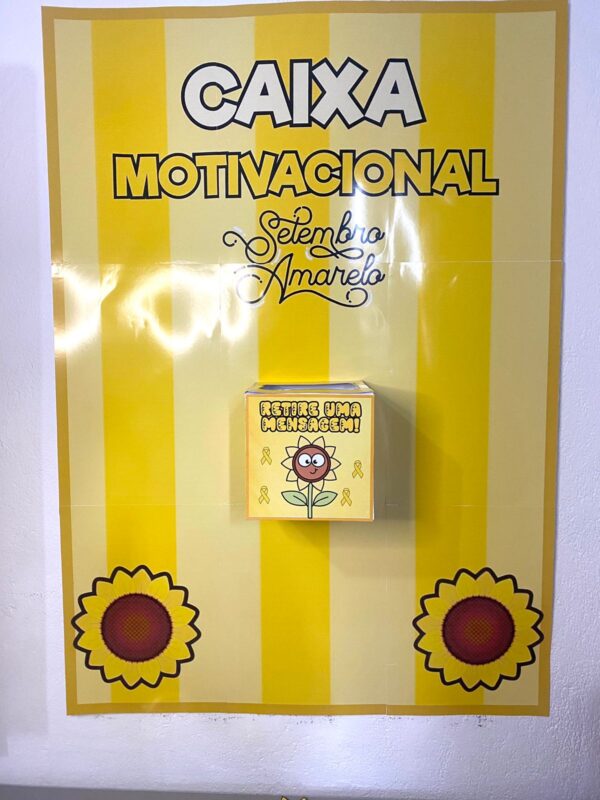 CAIXA
MOTIVACIONAL
Setembro
Amarelo
RETIRE UMA
MENSAGEM!